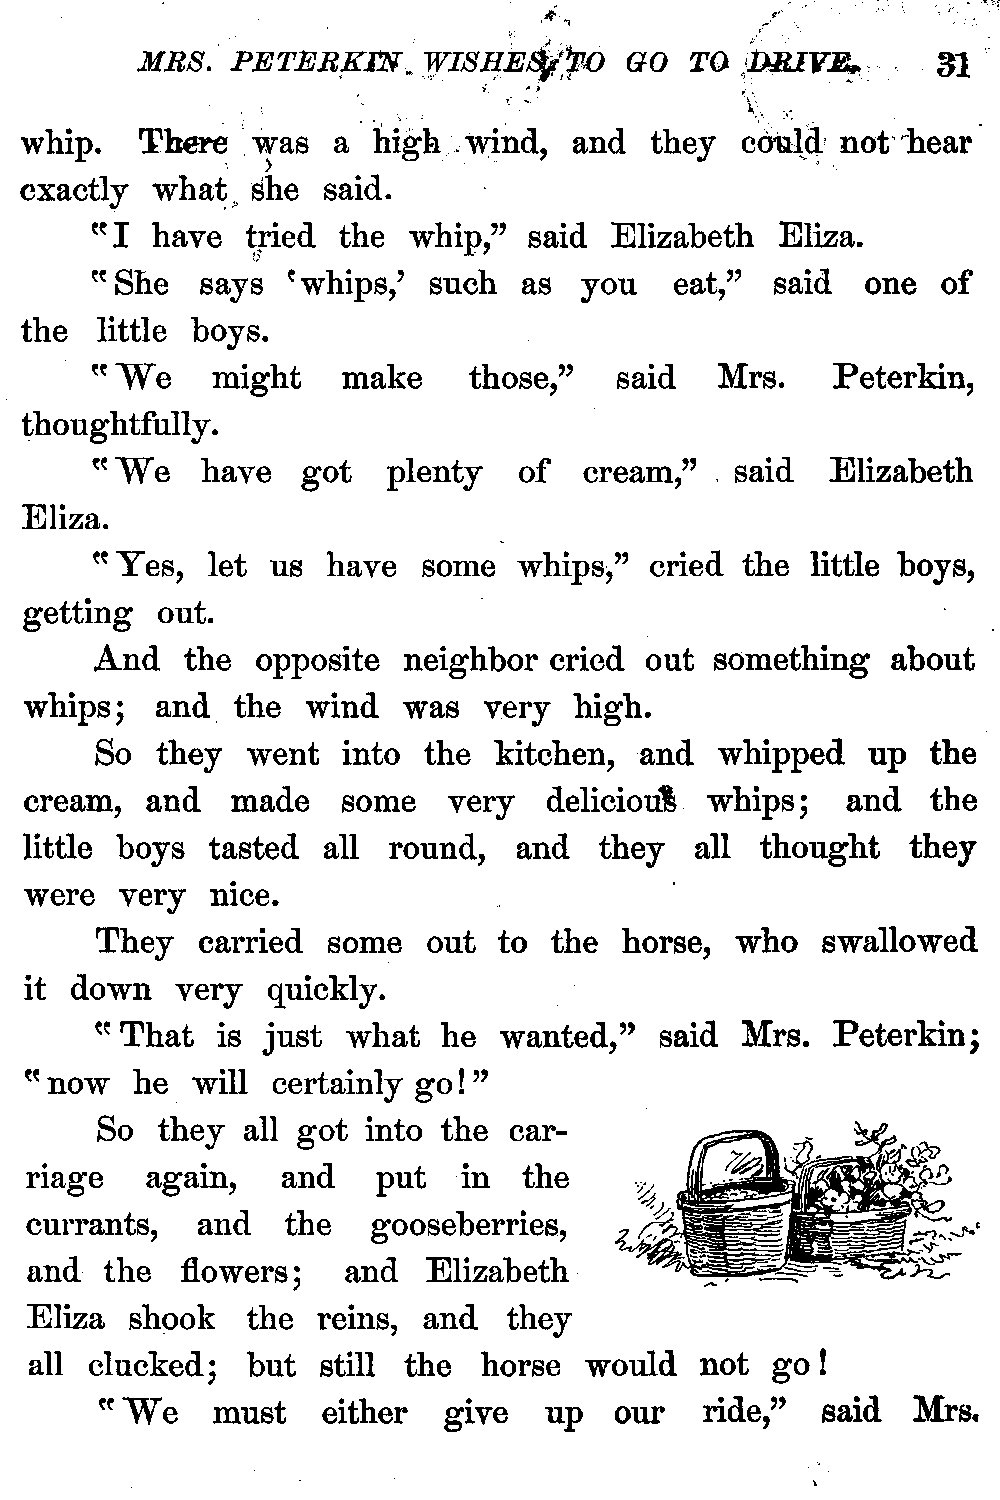 MRS. PETERKIN WISHES TO GO TO DRIVE. 31
whip. There was a high wind, and they could not hear
exactly what she said.
"I have tried the whip," said Elizabeth Eliza.
"She says 'whips,' such as you eat," said one of
the little boys.
"We might make those," said Mrs. Peterkin,
thoughtfully.
"We have got plenty of cream," said Elizabeth
Eliza.
"Yes, let us have some whips," cried the little boys,
getting out.
And the opposite neighbor cried out something about
whips; and the wind was very high.
So they went into the kitchen, and whipped up the
cream, and made some very delicious whips; and the
little boys tasted all round, and they all thought they
were very nice.
They carried some out to the horse, who swallowed
it down very quickly.
"That is just what he wanted," said Mrs. Peterkin;
"now he will certainly go!"
So they all got into the car-
riage again, and put in the
currants, and the gooseberries,
and the flowers; and Elizabeth
Eliza shook the reins, and they
all clucked; but still the horse would not go!
"We must either give up our ride," said Mrs.